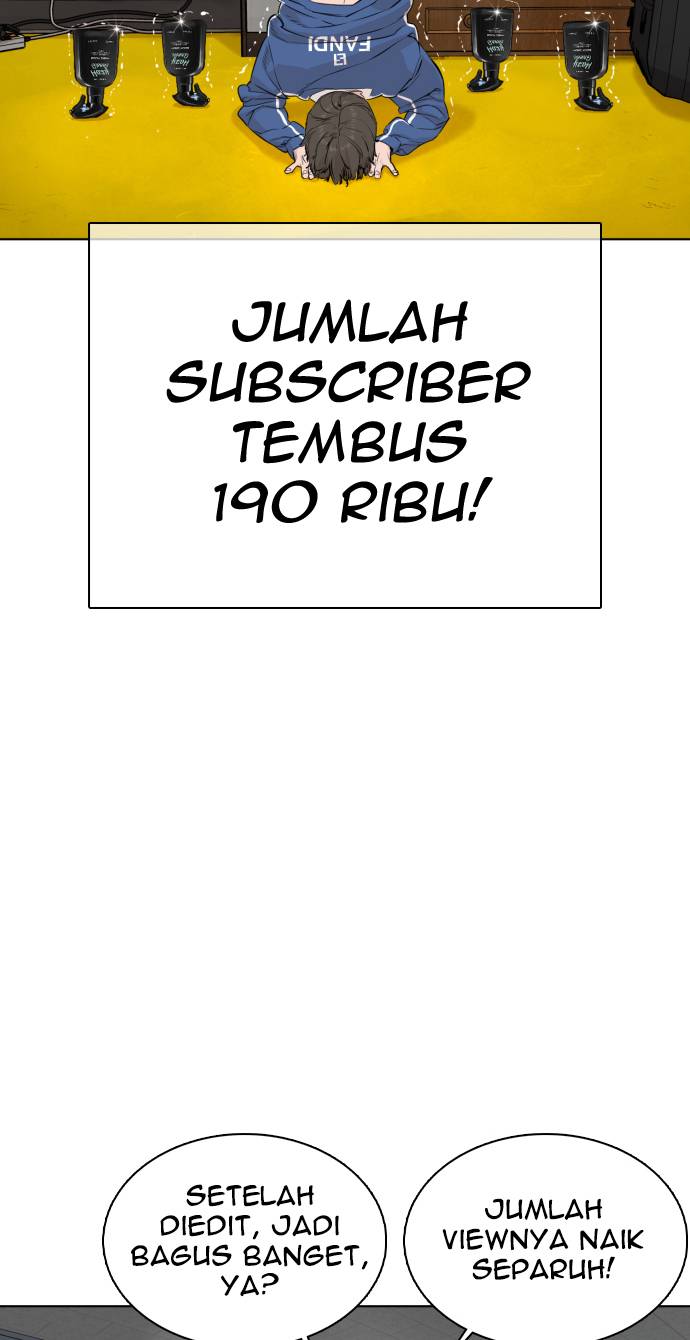 FANDI
JUMLAH
SUBSCRIBER
TEMBUS
190 RIBU!
SETELAH
DIEDIT, JADI
BAGUS BANGET,
YA?
JUMLAH
VIEWNYA NAIK
SEPARUH!